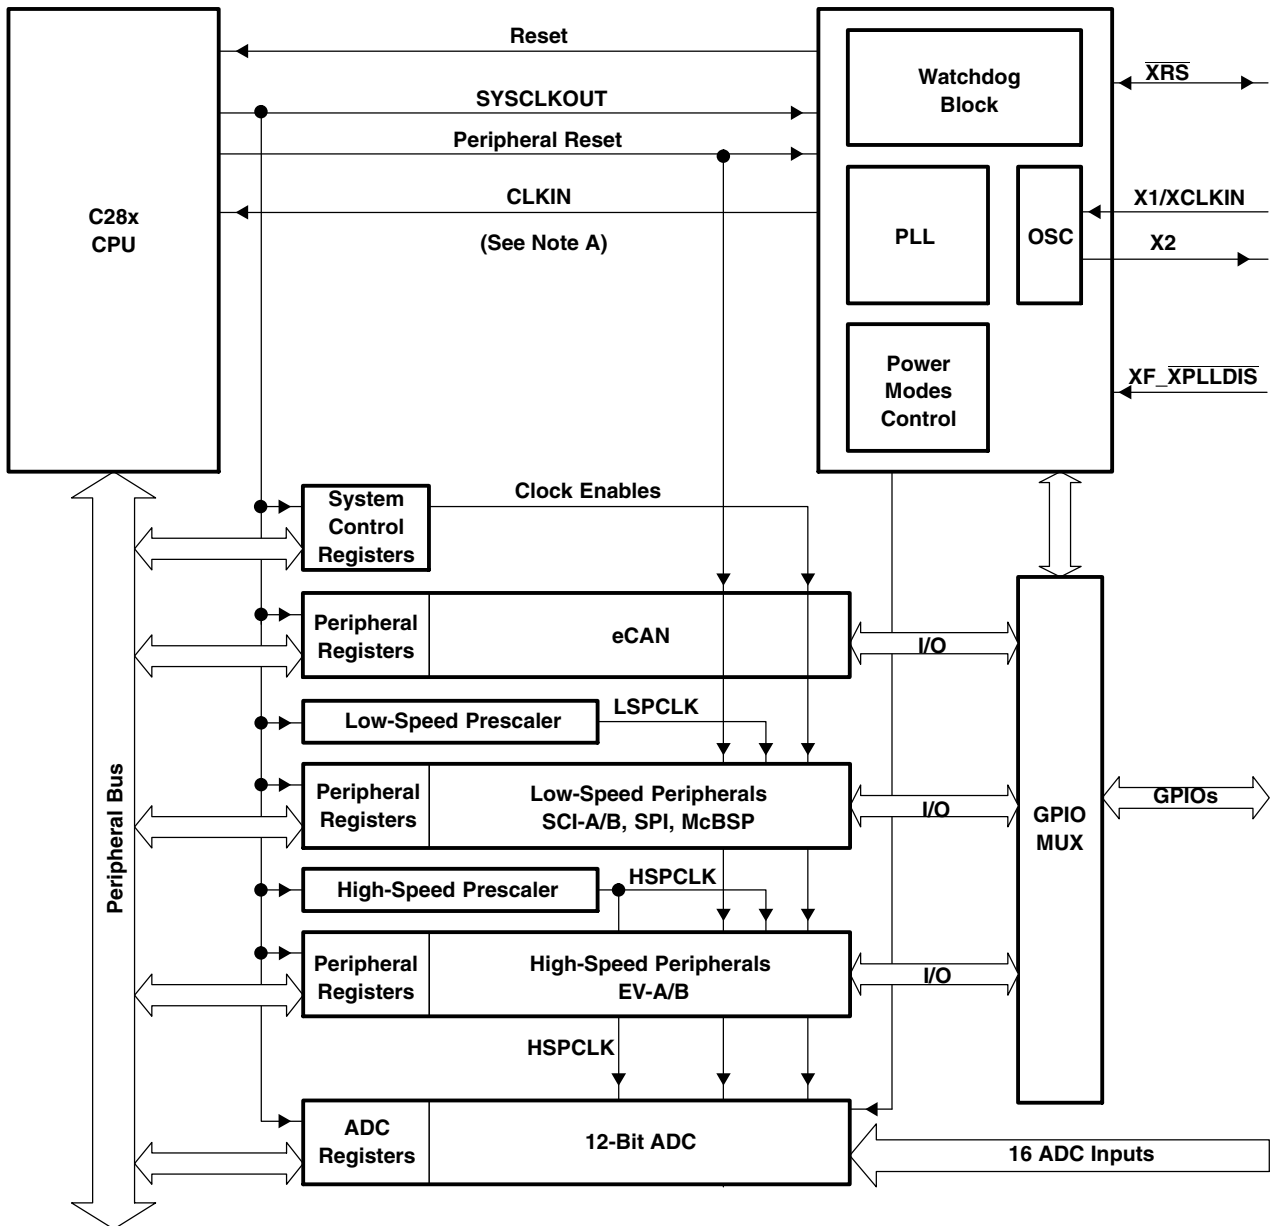 Reset
Watchdog
Block
XRS
SYSCLKOUT
Peripheral Reset
C28x
CPU
CLKIN
(See Note A)
PLL
OSC
X1/XCLKIN
X2
Power
Modes
Control
XF_XPLLDIS
System
Control
Registers
Clock Enables
Peripheral
Registers
eCAN
I/O
Low-Speed Prescaler
LSPCLK
Peripheral Bus
Peripheral
Registers
Low-Speed Peripherals
SCI-A/B, SPI, McBSP
I/O
GPIO
MUX
GPIOs
High-Speed Prescaler
HSPCLK
Peripheral
Registers
High-Speed Peripherals
EV-A/B
I/O
HSPCLK
ADC
Registers
12-Bit ADC
16 ADC Inputs